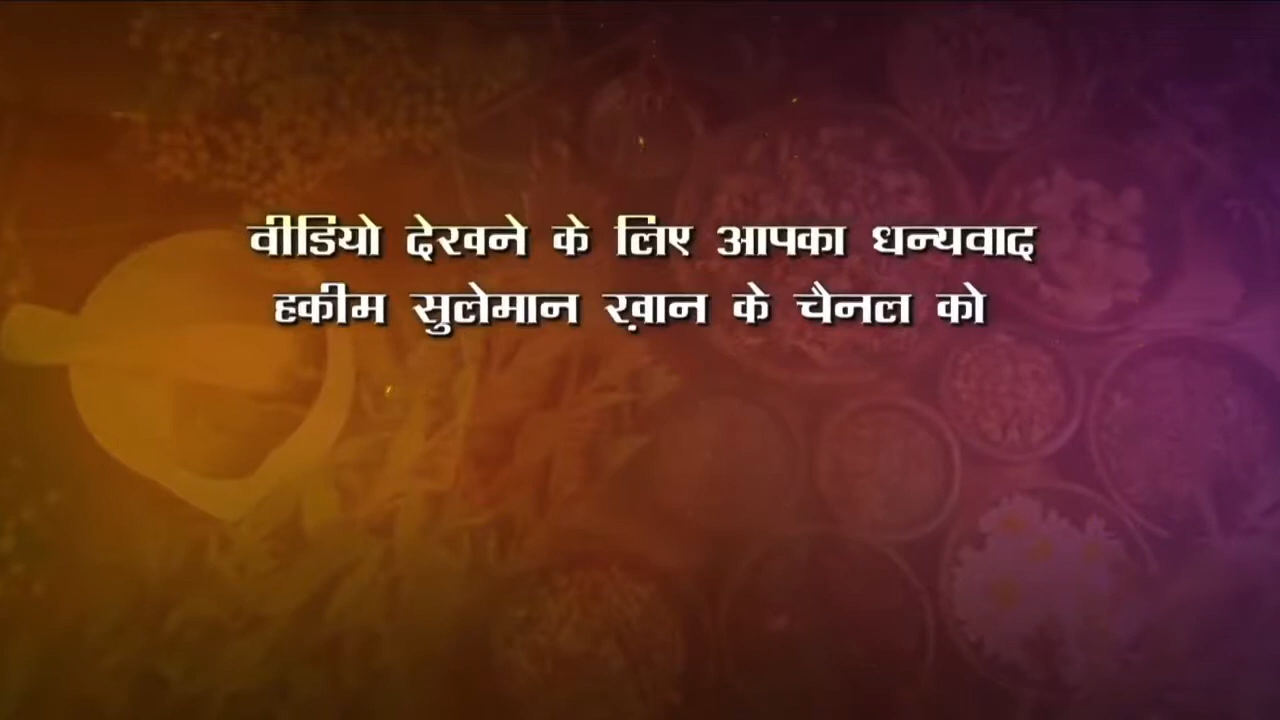 वीडियो देखने के लिए आपका धन्यवाद
हकीम सुलेमान ख़ान के चैनल को